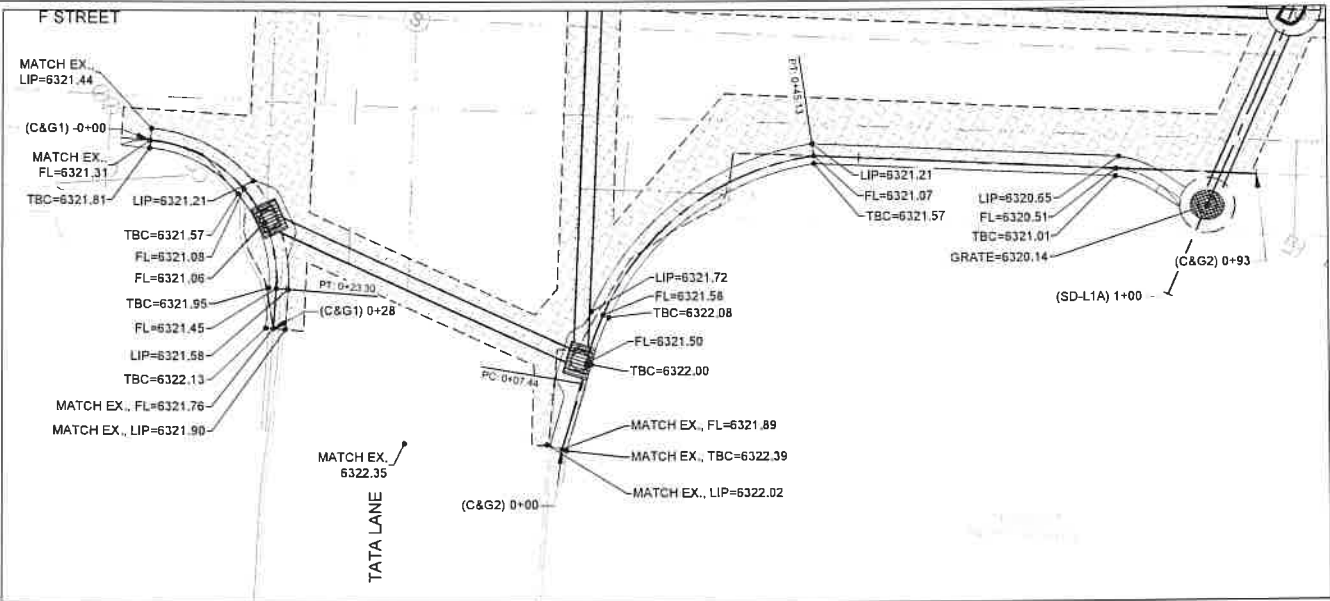 F STREET
S
MATCH EX.,
LIP=6321.44
(C&G1) -0+00
MATCH EX.,
FL=6321.31
TBC=6321.81
LIP=6321.21
TBC=6321.57
FL=6321.08
FL=6321.06
TBC=6321.95
PT: 0+23.30
FL=6321.45
(C&G1) 0+28
LIP=6321.58
TBC=6322.13
MATCH EX., FL=6321.76
MATCH EX., LIP=6321.90
MATCH EX.
6322.35
TATA LANE
PC: 0+07.44
(C&G2) 0+00
PT: 0+45.13
LIP=6321.21
FL=6321.07
TBC=6321.57
LIP=6321.72
FL=6321.58
TBC=6322.08
FL=6321.50
TBC=6322.00
MATCH EX., FL=6321.89
MATCH EX., TBC=6322.39
MATCH EX., LIP=6322.02
LIP=6320.65
FL=6320.51
TBC=6321.01
GRATE=6320.14
(C&G2) 0+93
(SD-L1A) 1+00